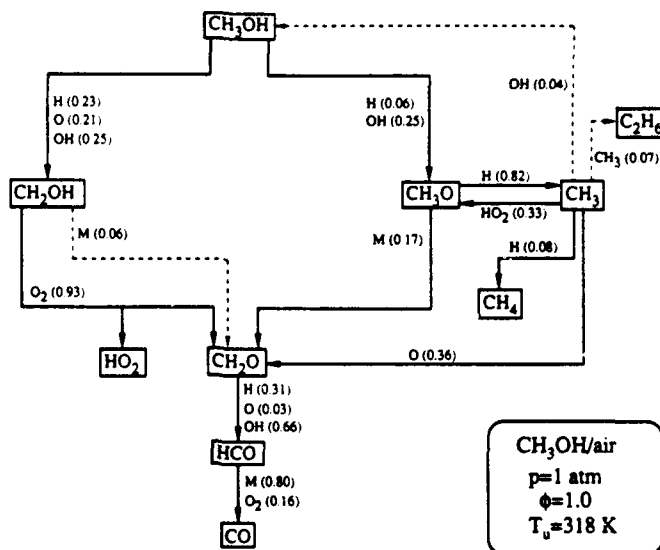 CH₃OH
H (0.23)
O (0.21)
OH (0.25)
H (0.06)
OH (0.25)
OH (0.04)
C₂H₆
CH₃ (0.07)
CH₂OH
CH₃O
H (0.82)
HO₂ (0.33)
CH₃
M (0.06)
M (0.17)
H (0.08)
O₂ (0.93)
CH₄
HO₂
CH₂O
O (0.36)
H (0.31)
O (0.03)
OH (0.66)
HCO
M (0.80)
O₂ (0.16)
CO
CH₃OH/air
p=1 atm
ϕ=1.0
Tᵤ=318 K